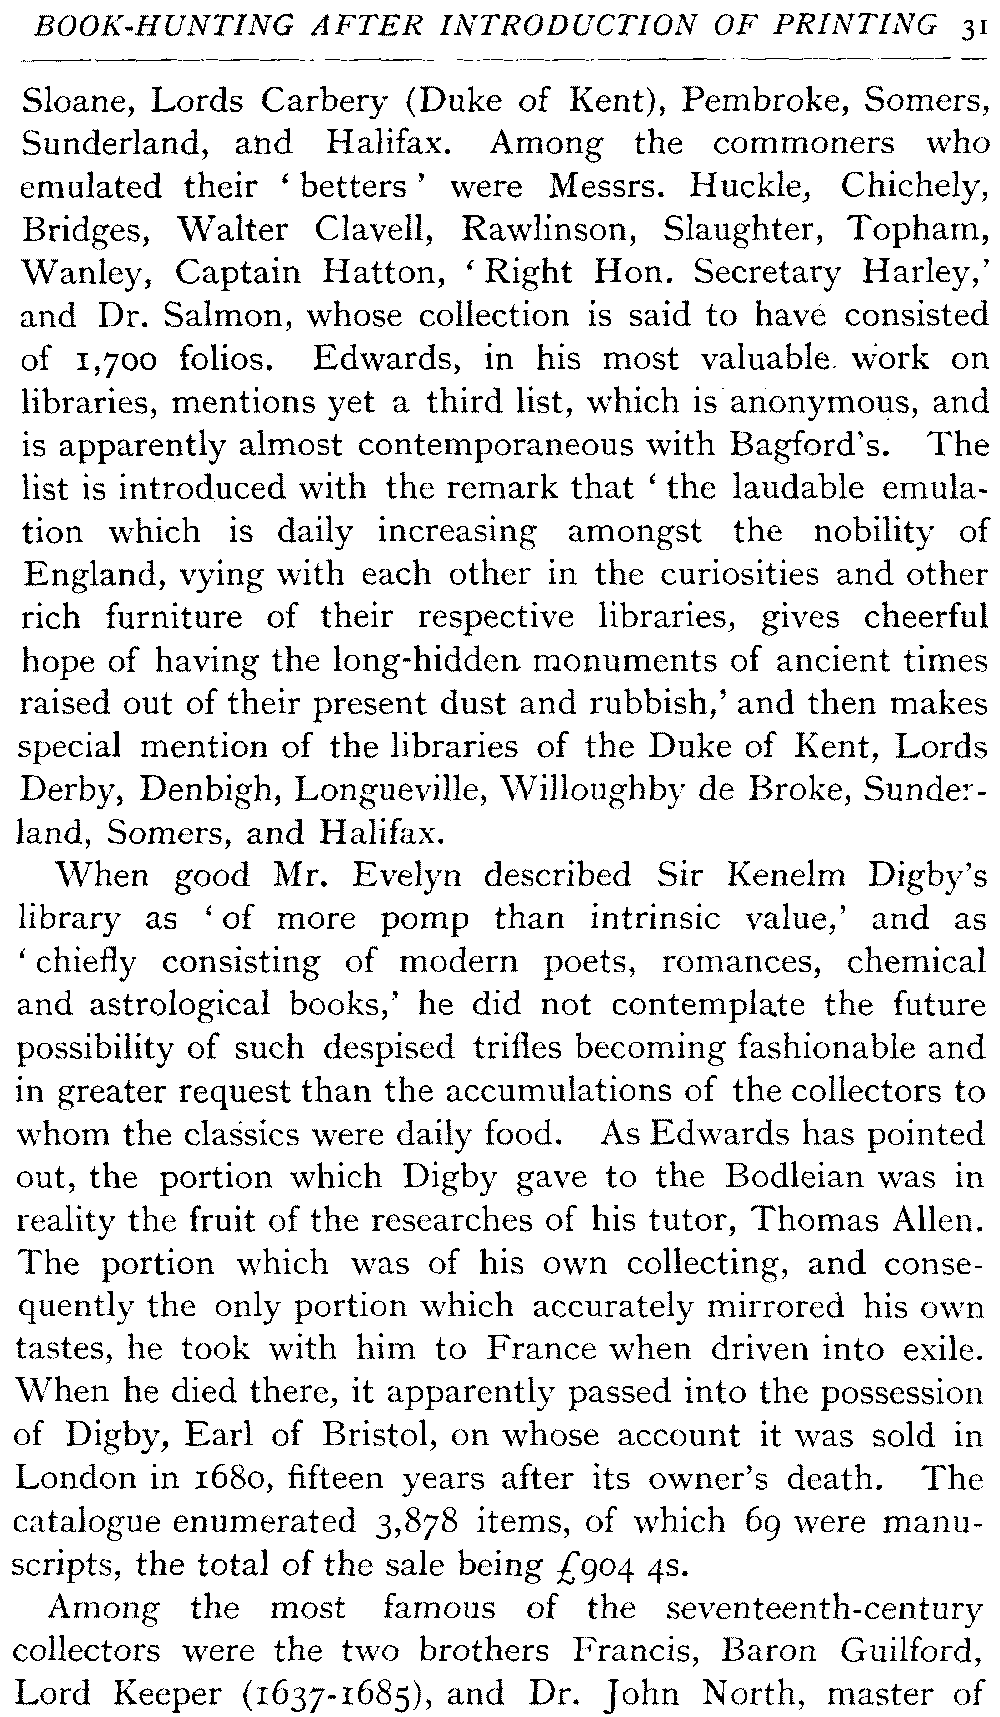 BOOK-HUNTING AFTER INTRODUCTION OF PRINTING 31
Sloane, Lords Carbery (Duke of Kent), Pembroke, Somers,
Sunderland, and Halifax. Among the commoners who
emulated their ‘betters’ were Messrs. Huckle, Chichely,
Bridges, Walter Clavell, Rawlinson, Slaughter, Topham,
Wanley, Captain Hatton, ‘Right Hon. Secretary Harley,’
and Dr. Salmon, whose collection is said to have consisted
of 1,700 folios. Edwards, in his most valuable work on
libraries, mentions yet a third list, which is anonymous, and
is apparently almost contemporaneous with Bagford's. The
list is introduced with the remark that ‘the laudable emula-
tion which is daily increasing amongst the nobility of
England, vying with each other in the curiosities and other
rich furniture of their respective libraries, gives cheerful
hope of having the long-hidden monuments of ancient times
raised out of their present dust and rubbish,’ and then makes
special mention of the libraries of the Duke of Kent, Lords
Derby, Denbigh, Longueville, Willoughby de Broke, Sunder-
land, Somers, and Halifax.
When good Mr. Evelyn described Sir Kenelm Digby's
library as ‘of more pomp than intrinsic value,’ and as
‘chiefly consisting of modern poets, romances, chemical
and astrological books,’ he did not contemplate the future
possibility of such despised trifles becoming fashionable and
in greater request than the accumulations of the collectors to
whom the classics were daily food. As Edwards has pointed
out, the portion which Digby gave to the Bodleian was in
reality the fruit of the researches of his tutor, Thomas Allen.
The portion which was of his own collecting, and conse-
quently the only portion which accurately mirrored his own
tastes, he took with him to France when driven into exile.
When he died there, it apparently passed into the possession
of Digby, Earl of Bristol, on whose account it was sold in
London in 1680, fifteen years after its owner's death. The
catalogue enumerated 3,878 items, of which 69 were manu-
scripts, the total of the sale being £904 4s.
Among the most famous of the seventeenth-century
collectors were the two brothers Francis, Baron Guilford,
Lord Keeper (1637-1685), and Dr. John North, master of